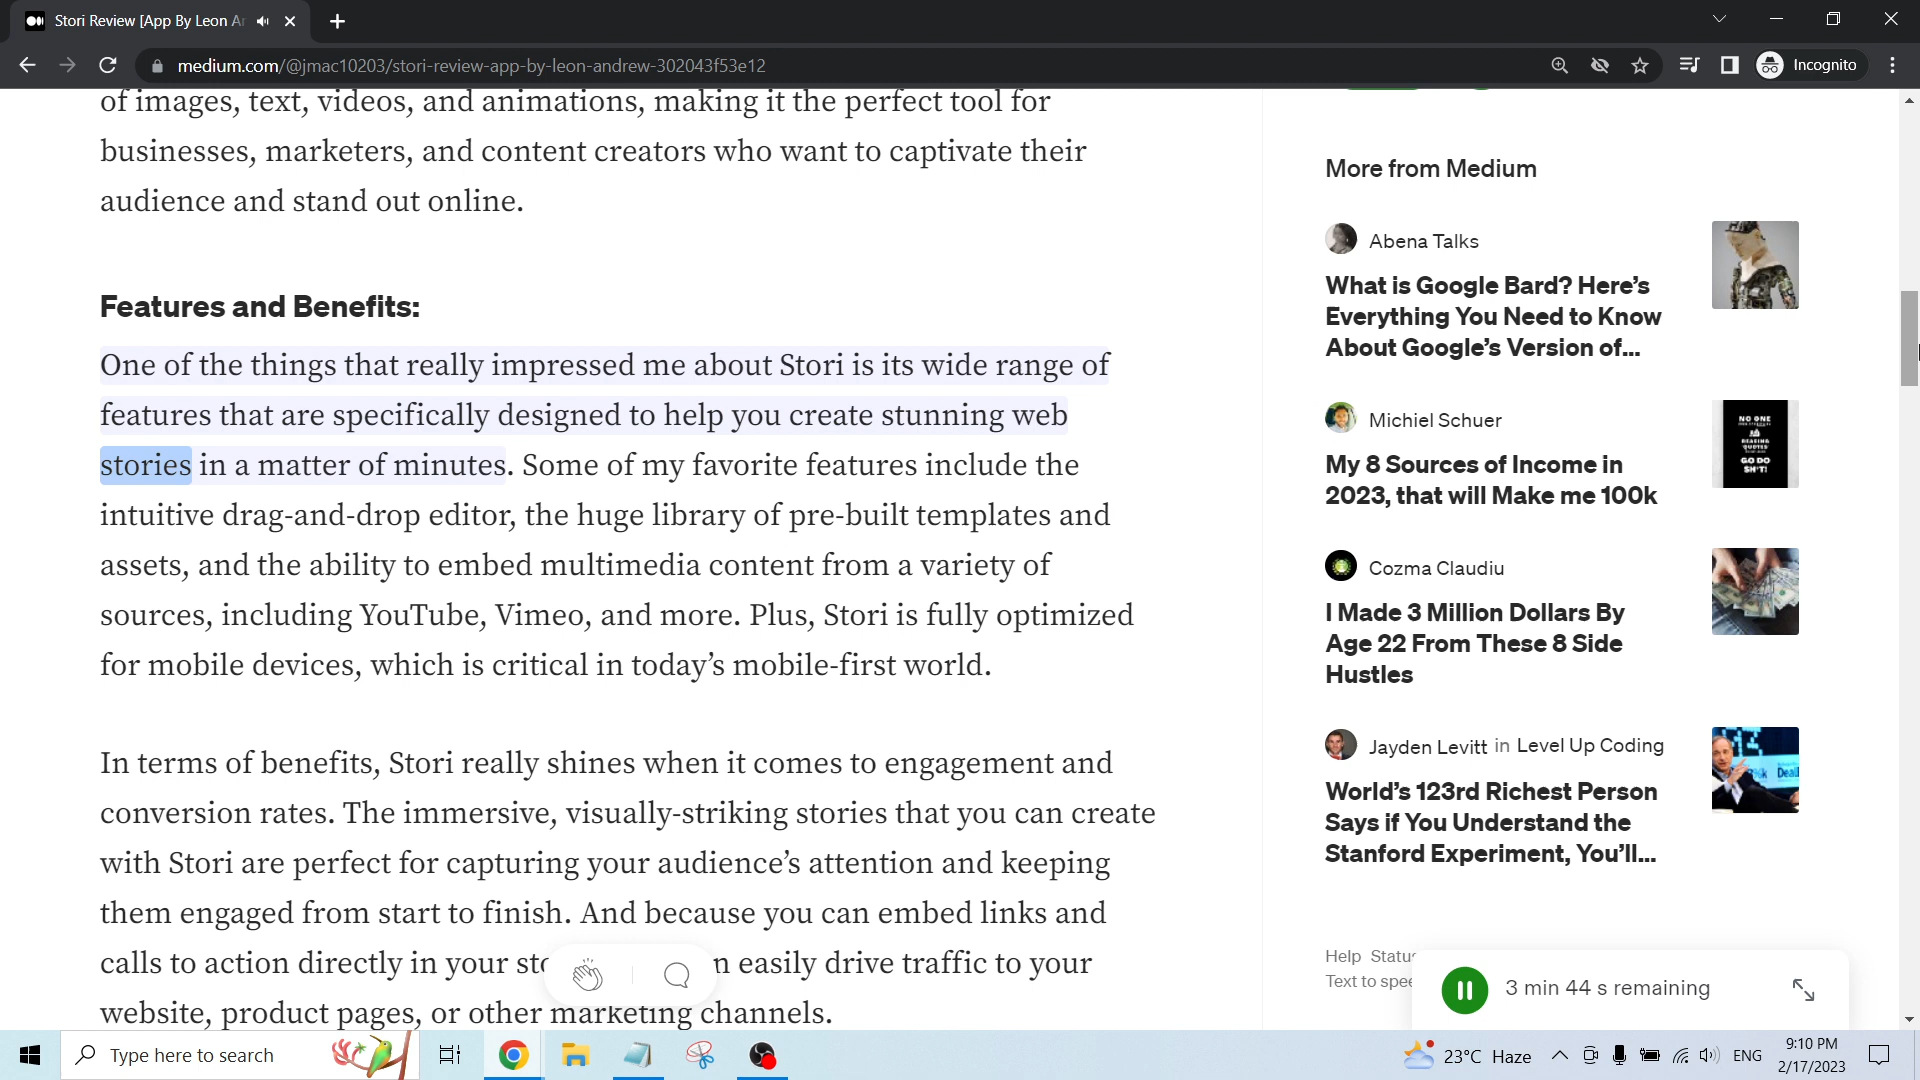 Stori Review [App By Leon Ar
medium.com/@jmac10203/stori-review-app-by-leon-andrew-302043f53e12
Incognito
of images, text, videos, and animations, making it the perfect tool for
businesses, marketers, and content creators who want to captivate their
audience and stand out online.
Features and Benefits:
One of the things that really impressed me about Stori is its wide range of
features that are specifically designed to help you create stunning web
stories in a matter of minutes. Some of my favorite features include the
intuitive drag-and-drop editor, the huge library of pre-built templates and
assets, and the ability to embed multimedia content from a variety of
sources, including YouTube, Vimeo, and more. Plus, Stori is fully optimized
for mobile devices, which is critical in today’s mobile-first world.
In terms of benefits, Stori really shines when it comes to engagement and
conversion rates. The immersive, visually-striking stories that you can create
with Stori are perfect for capturing your audience’s attention and keeping
them engaged from start to finish. And because you can embed links and
calls to action directly in your sto n easily drive traffic to your
website, product pages, or other marketing channels.
More from Medium
Abena Talks
What is Google Bard? Here’s
Everything You Need to Know
About Google’s Version of...
Michiel Schuer
NO ONE
READING
QUOTES
GO DO
SH*T!
My 8 Sources of Income in
2023, that will Make me 100k
Cozma Claudiu
I Made 3 Million Dollars By
Age 22 From These 8 Side
Hustles
Jayden Levitt in Level Up Coding
World’s 123rd Richest Person
Says if You Understand the
Stanford Experiment, You’ll...
Help Status
Text to spee
3 min 44 s remaining
Type here to search
23°C Haze
ENG
9:10 PM
2/17/2023